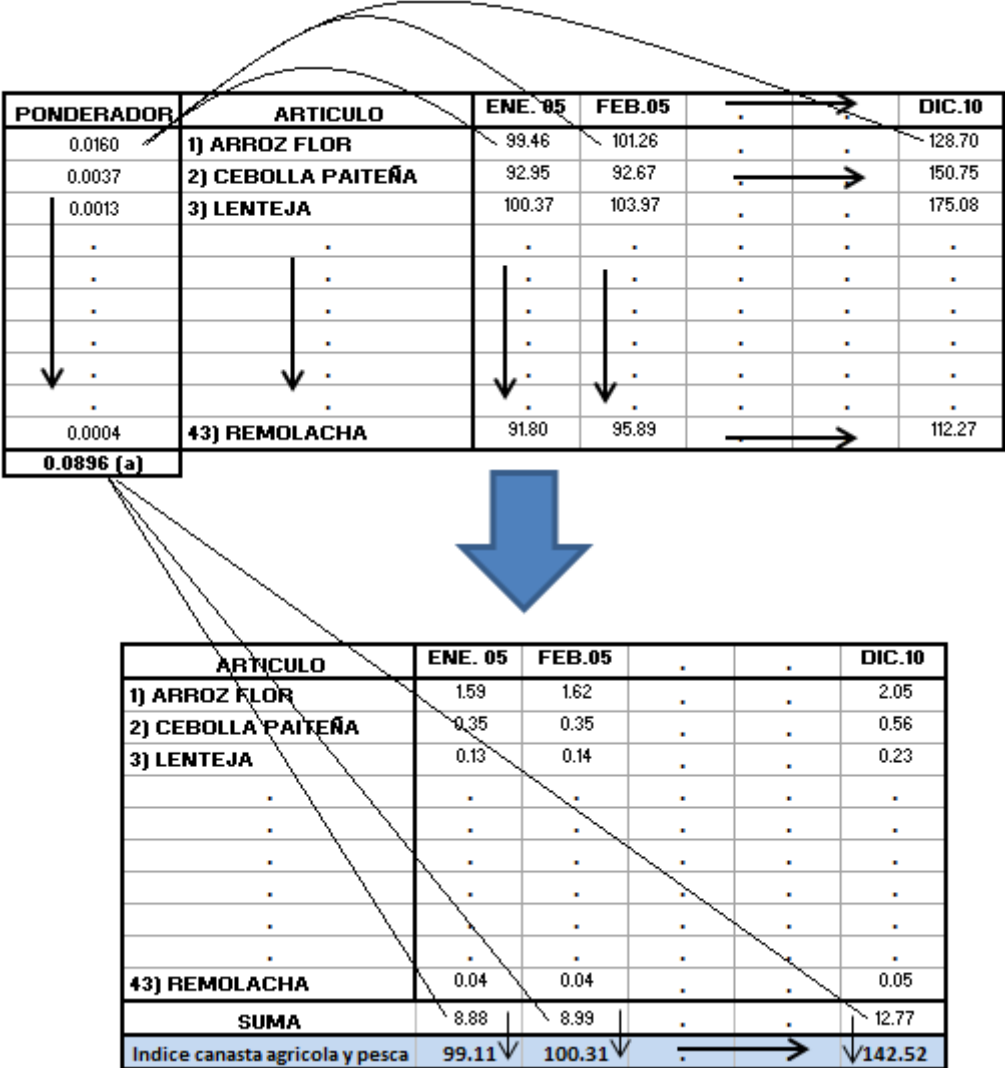 PONDERADOR ARTICULO ENE. 05 FEB.05 . . DIC.10
0.0160 1) ARROZ FLOR 99.46 101.26 . . 128.70
0.0037 2) CEBOLLA PAITEÑA 92.95 92.67 . . 150.75
0.0013 3) LENTEJA 100.37 103.97 . . 175.08
. . . . . . .
. . . . . . .
. . . . . . .
. . . . . . .
. . . . . . .
. . . . . . .
0.0004 43) REMOLACHA 91.80 95.89 . . 112.27
0.0896 (a)
ARTICULO ENE. 05 FEB.05 . . DIC.10
1) ARROZ FLOR 1.59 1.62 . . 2.05
2) CEBOLLA PAITEÑA 0.35 0.35 . . 0.56
3) LENTEJA 0.13 0.14 . . 0.23
. . . . . .
. . . . . .
. . . . . .
. . . . . .
. . . . . .
. . . . . .
43) REMOLACHA 0.04 0.04 . . 0.05
SUMA 8.88 8.99 . . 12.77
Indice canasta agricola y pesca 99.11 100.31 . . 142.52